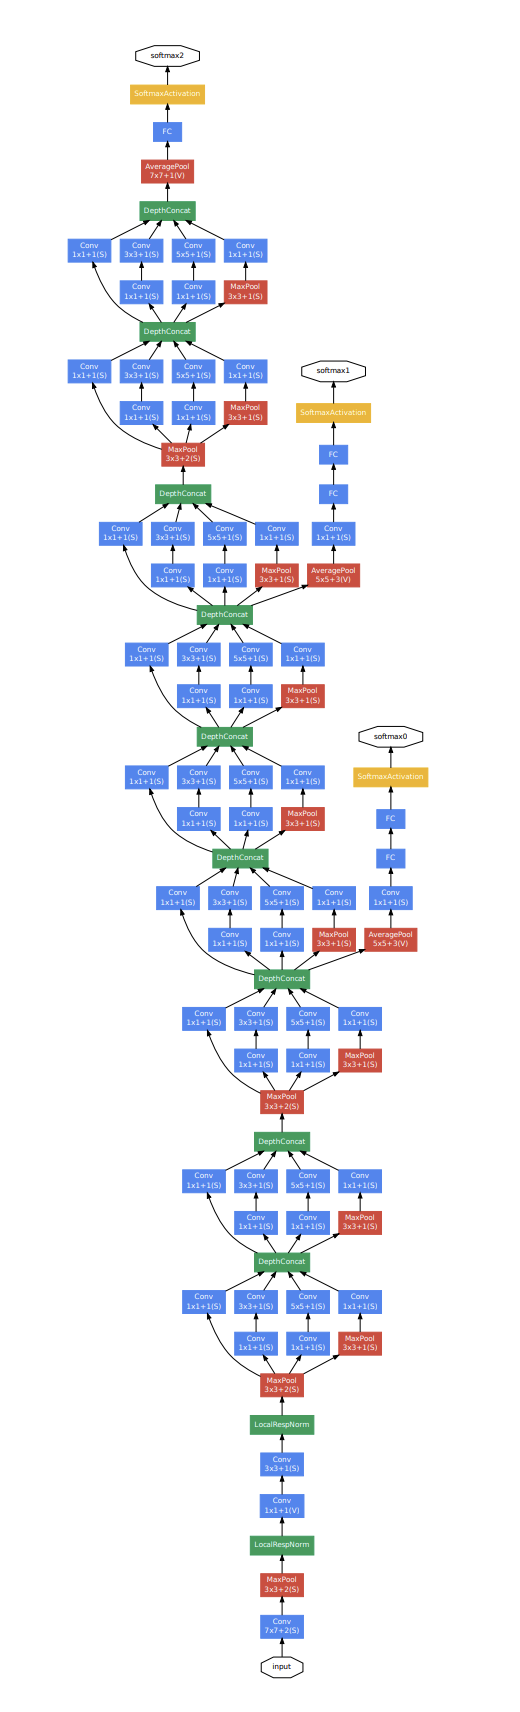 softmax2
SoftmaxActivation
FC
AveragePool
7x7+1(V)
DepthConcat
Conv
1x1+1(S)
Conv
3x3+1(S)
Conv
5x5+1(S)
Conv
1x1+1(S)
Conv
1x1+1(S)
Conv
1x1+1(S)
MaxPool
3x3+1(S)
DepthConcat
Conv
1x1+1(S)
Conv
3x3+1(S)
Conv
5x5+1(S)
Conv
1x1+1(S)
softmax1
Conv
1x1+1(S)
Conv
1x1+1(S)
MaxPool
3x3+1(S)
SoftmaxActivation
MaxPool
3x3+2(S)
FC
DepthConcat
FC
Conv
1x1+1(S)
Conv
3x3+1(S)
Conv
5x5+1(S)
Conv
1x1+1(S)
Conv
1x1+1(S)
Conv
1x1+1(S)
Conv
1x1+1(S)
MaxPool
3x3+1(S)
AveragePool
5x5+3(V)
DepthConcat
Conv
1x1+1(S)
Conv
3x3+1(S)
Conv
5x5+1(S)
Conv
1x1+1(S)
Conv
1x1+1(S)
Conv
1x1+1(S)
MaxPool
3x3+1(S)
DepthConcat
softmax0
Conv
1x1+1(S)
Conv
3x3+1(S)
Conv
5x5+1(S)
Conv
1x1+1(S)
SoftmaxActivation
Conv
1x1+1(S)
Conv
1x1+1(S)
MaxPool
3x3+1(S)
FC
DepthConcat
FC
Conv
1x1+1(S)
Conv
3x3+1(S)
Conv
5x5+1(S)
Conv
1x1+1(S)
Conv
1x1+1(S)
Conv
1x1+1(S)
Conv
1x1+1(S)
MaxPool
3x3+1(S)
AveragePool
5x5+3(V)
DepthConcat
Conv
1x1+1(S)
Conv
3x3+1(S)
Conv
5x5+1(S)
Conv
1x1+1(S)
Conv
1x1+1(S)
Conv
1x1+1(S)
MaxPool
3x3+1(S)
MaxPool
3x3+2(S)
DepthConcat
Conv
1x1+1(S)
Conv
3x3+1(S)
Conv
5x5+1(S)
Conv
1x1+1(S)
Conv
1x1+1(S)
Conv
1x1+1(S)
MaxPool
3x3+1(S)
DepthConcat
Conv
1x1+1(S)
Conv
3x3+1(S)
Conv
5x5+1(S)
Conv
1x1+1(S)
Conv
1x1+1(S)
Conv
1x1+1(S)
MaxPool
3x3+1(S)
MaxPool
3x3+2(S)
LocalRespNorm
Conv
3x3+1(S)
Conv
1x1+1(V)
LocalRespNorm
MaxPool
3x3+2(S)
Conv
7x7+2(S)
input